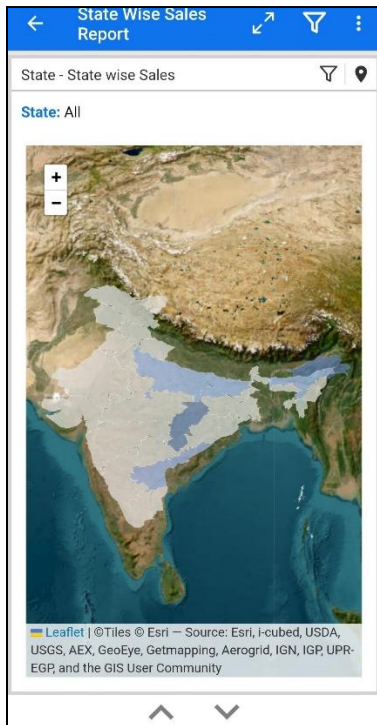 State Wise Sales
Report
State - State wise Sales
State: All
+
−
Leaflet | ©Tiles © Esri — Source: Esri, i-cubed, USDA,
USGS, AEX, GeoEye, Getmapping, Aerogrid, IGN, IGP, UPR-
EGP, and the GIS User Community